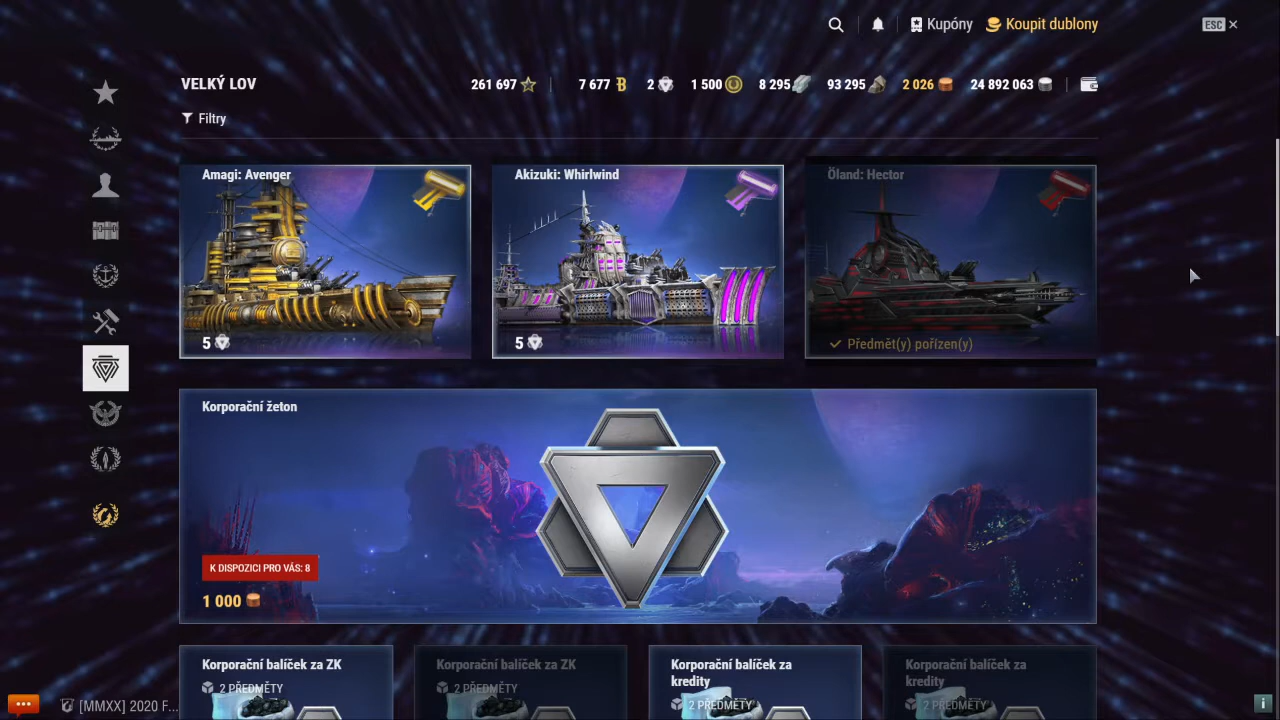 Kupóny
Koupit dublony
ESC
VELKÝ LOV
261 697
7 677
2
1 500
8 295
93 295
2 026
24 892 063
Filtry
Amagi: Avenger
5
Akizuki: Whirlwind
5
Öland: Hector
Předmět(y) pořízen(y)
Korporační žeton
K DISPOZICI PRO VÁS: 8
1 000
Korporační balíček za ZK
2 PŘEDMĚTY
Korporační balíček za ZK
2 PŘEDMĚTY
Korporační balíček za
kredity
2 PŘEDMĚTY
Korporační balíček za
kredity
2 PŘEDMĚTY
[MMXX] 2020 F...